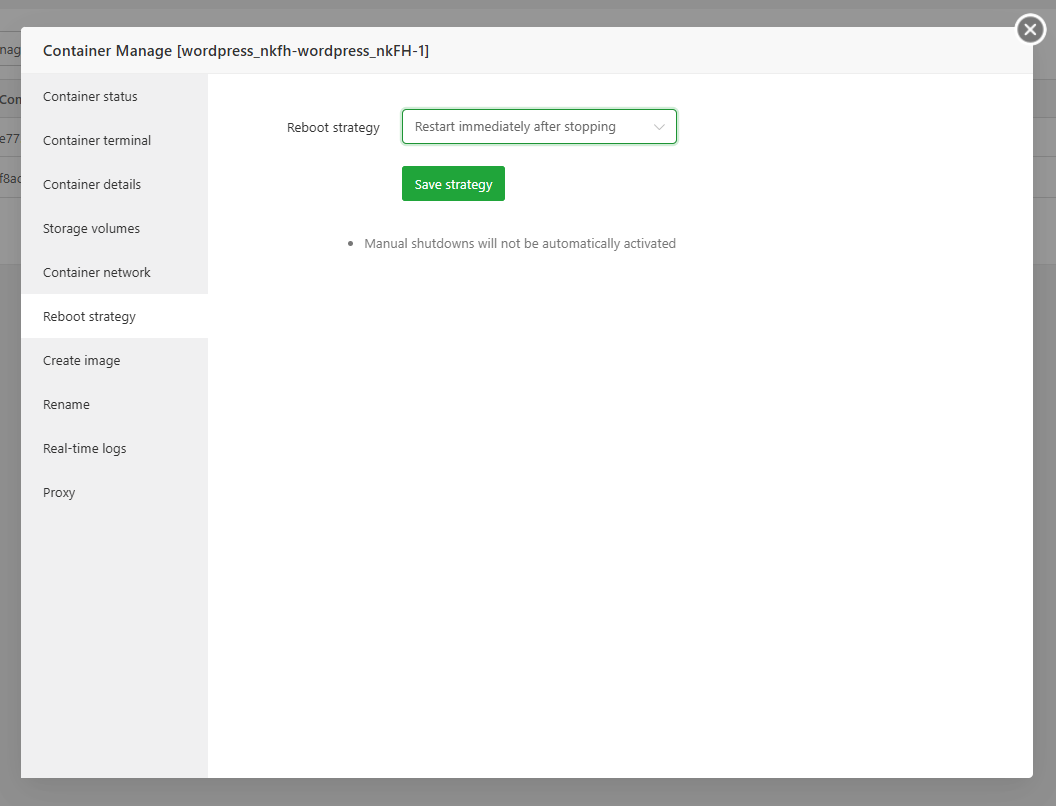 Container Manage [wordpress_nkfh-wordpress_nkFH-1]
Container status
Container terminal
Container details
Storage volumes
Container network
Reboot strategy
Create image
Rename
Real-time logs
Proxy
Reboot strategy
Restart immediately after stopping
Save strategy
Manual shutdowns will not be automatically activated
nag
Con
e77
f8ac